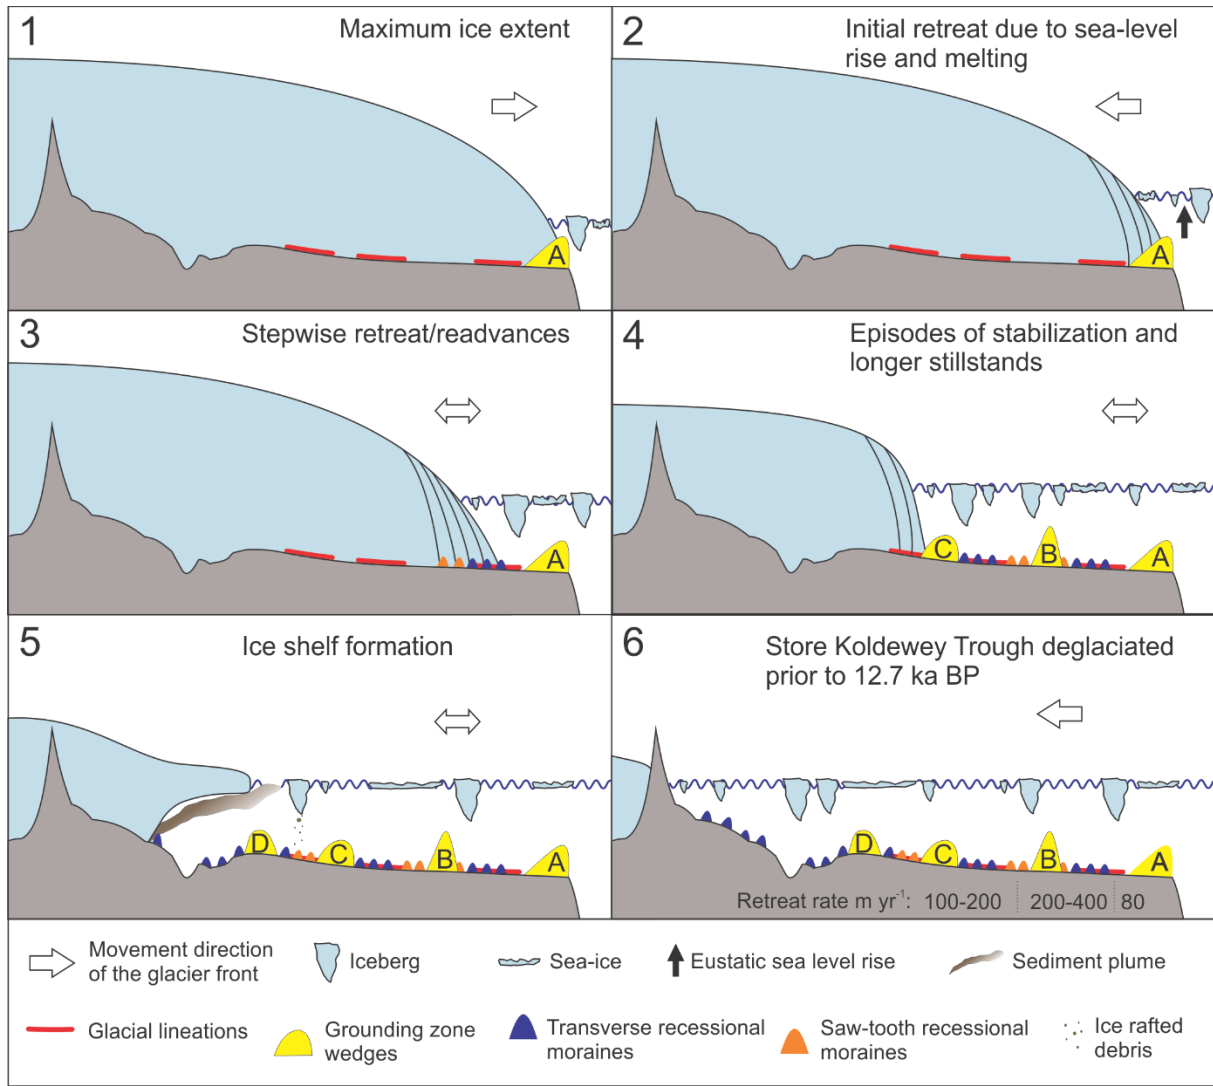 1
Maximum ice extent
A
2
Initial retreat due to sea-level
rise and melting
A
3
Stepwise retreat/readvances
A
4
Episodes of stabilization and
longer stillstands
C
B
A
5
Ice shelf formation
D
C
B
A
6
Store Koldewey Trough deglaciated
prior to 12.7 ka BP
D
C
B
A
Retreat rate m yr⁻¹: 100-200 200-400 80
Movement direction
of the glacier front
Iceberg
Sea-ice
Eustatic sea level rise
Sediment plume
Glacial lineations
Grounding zone
wedges
Transverse recessional
moraines
Saw-tooth recessional
moraines
Ice rafted
debris